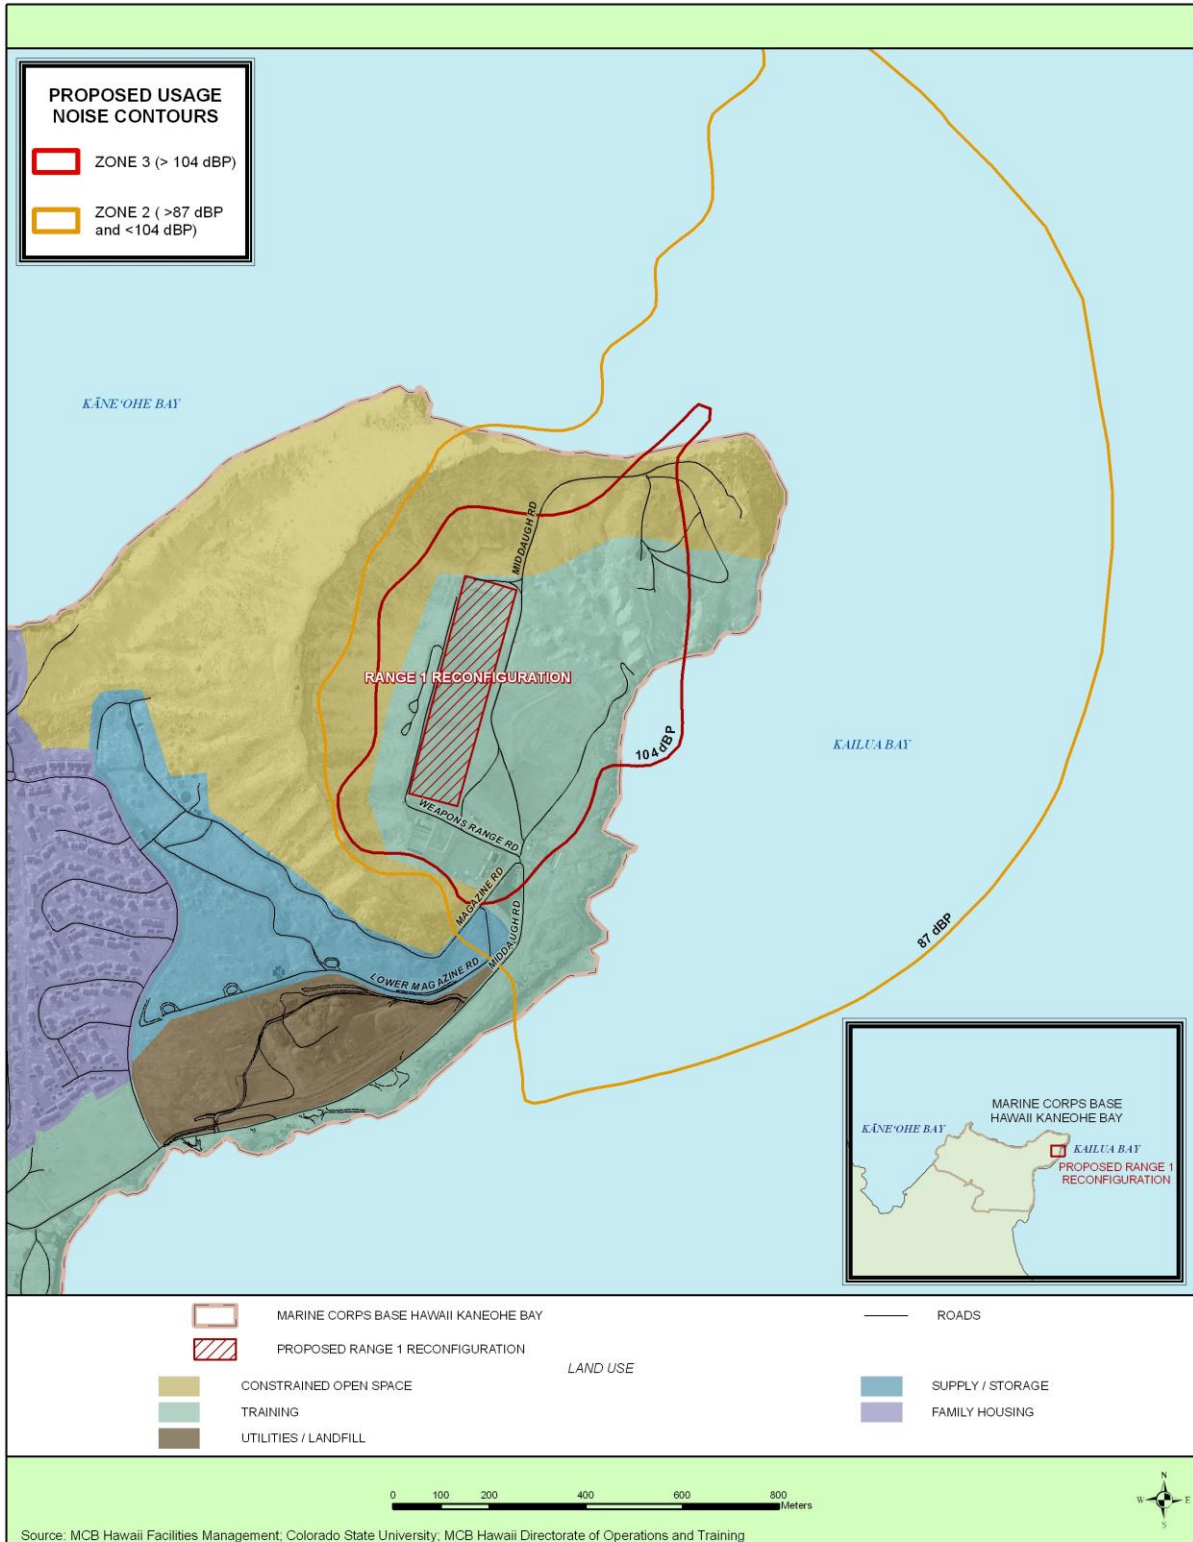 PROPOSED USAGE
NOISE CONTOURS
ZONE 3 (> 104 dBP)
ZONE 2 ( >87 dBP
and <104 dBP)
KĀNE‘OHE BAY
MIDDAUGH RD
RANGE 1 RECONFIGURATION
104 dBP
KAILUA BAY
WEAPONS RANGE RD
MAGAZINE RD
MIDDAUGH RD
87 dBP
LOWER MAGAZINE RD
MARINE CORPS BASE
HAWAII KANEOHE BAY
KĀNE‘OHE BAY
KAILUA BAY
PROPOSED RANGE 1
RECONFIGURATION
MARINE CORPS BASE HAWAII KANEOHE BAY
ROADS
PROPOSED RANGE 1 RECONFIGURATION
LAND USE
CONSTRAINED OPEN SPACE
SUPPLY / STORAGE
TRAINING
FAMILY HOUSING
UTILITIES / LANDFILL
0 100 200 400 600 800
Meters
N
W E
S
Source: MCB Hawaii Facilities Management; Colorado State University; MCB Hawaii Directorate of Operations and Training